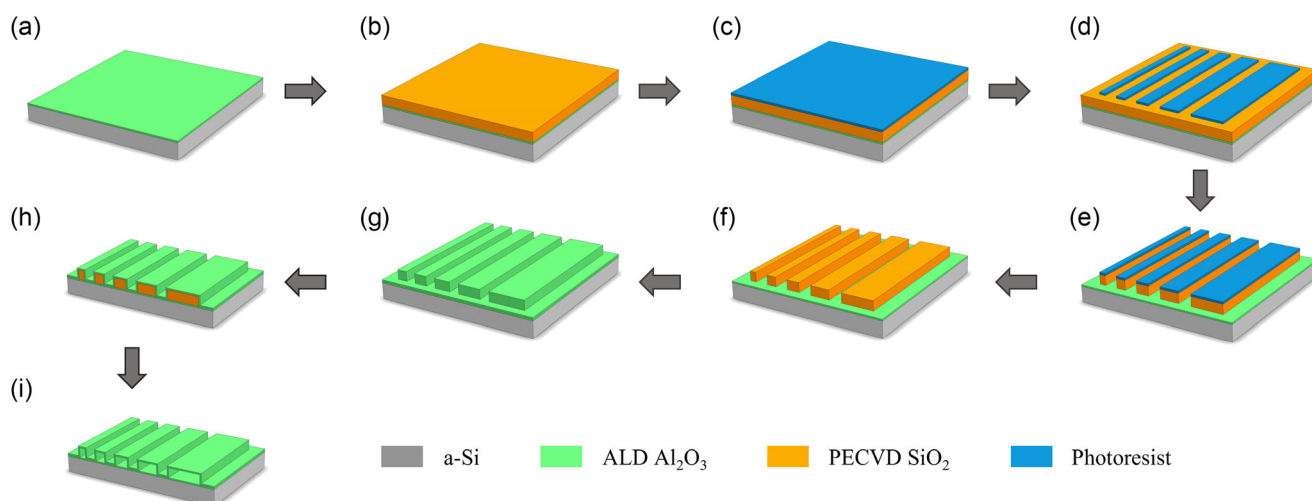 (a)
(b)
(c)
(d)
(h)
(g)
(f)
(e)
(i)
a-Si
ALD Al₂O₃
PECVD SiO₂
Photoresist